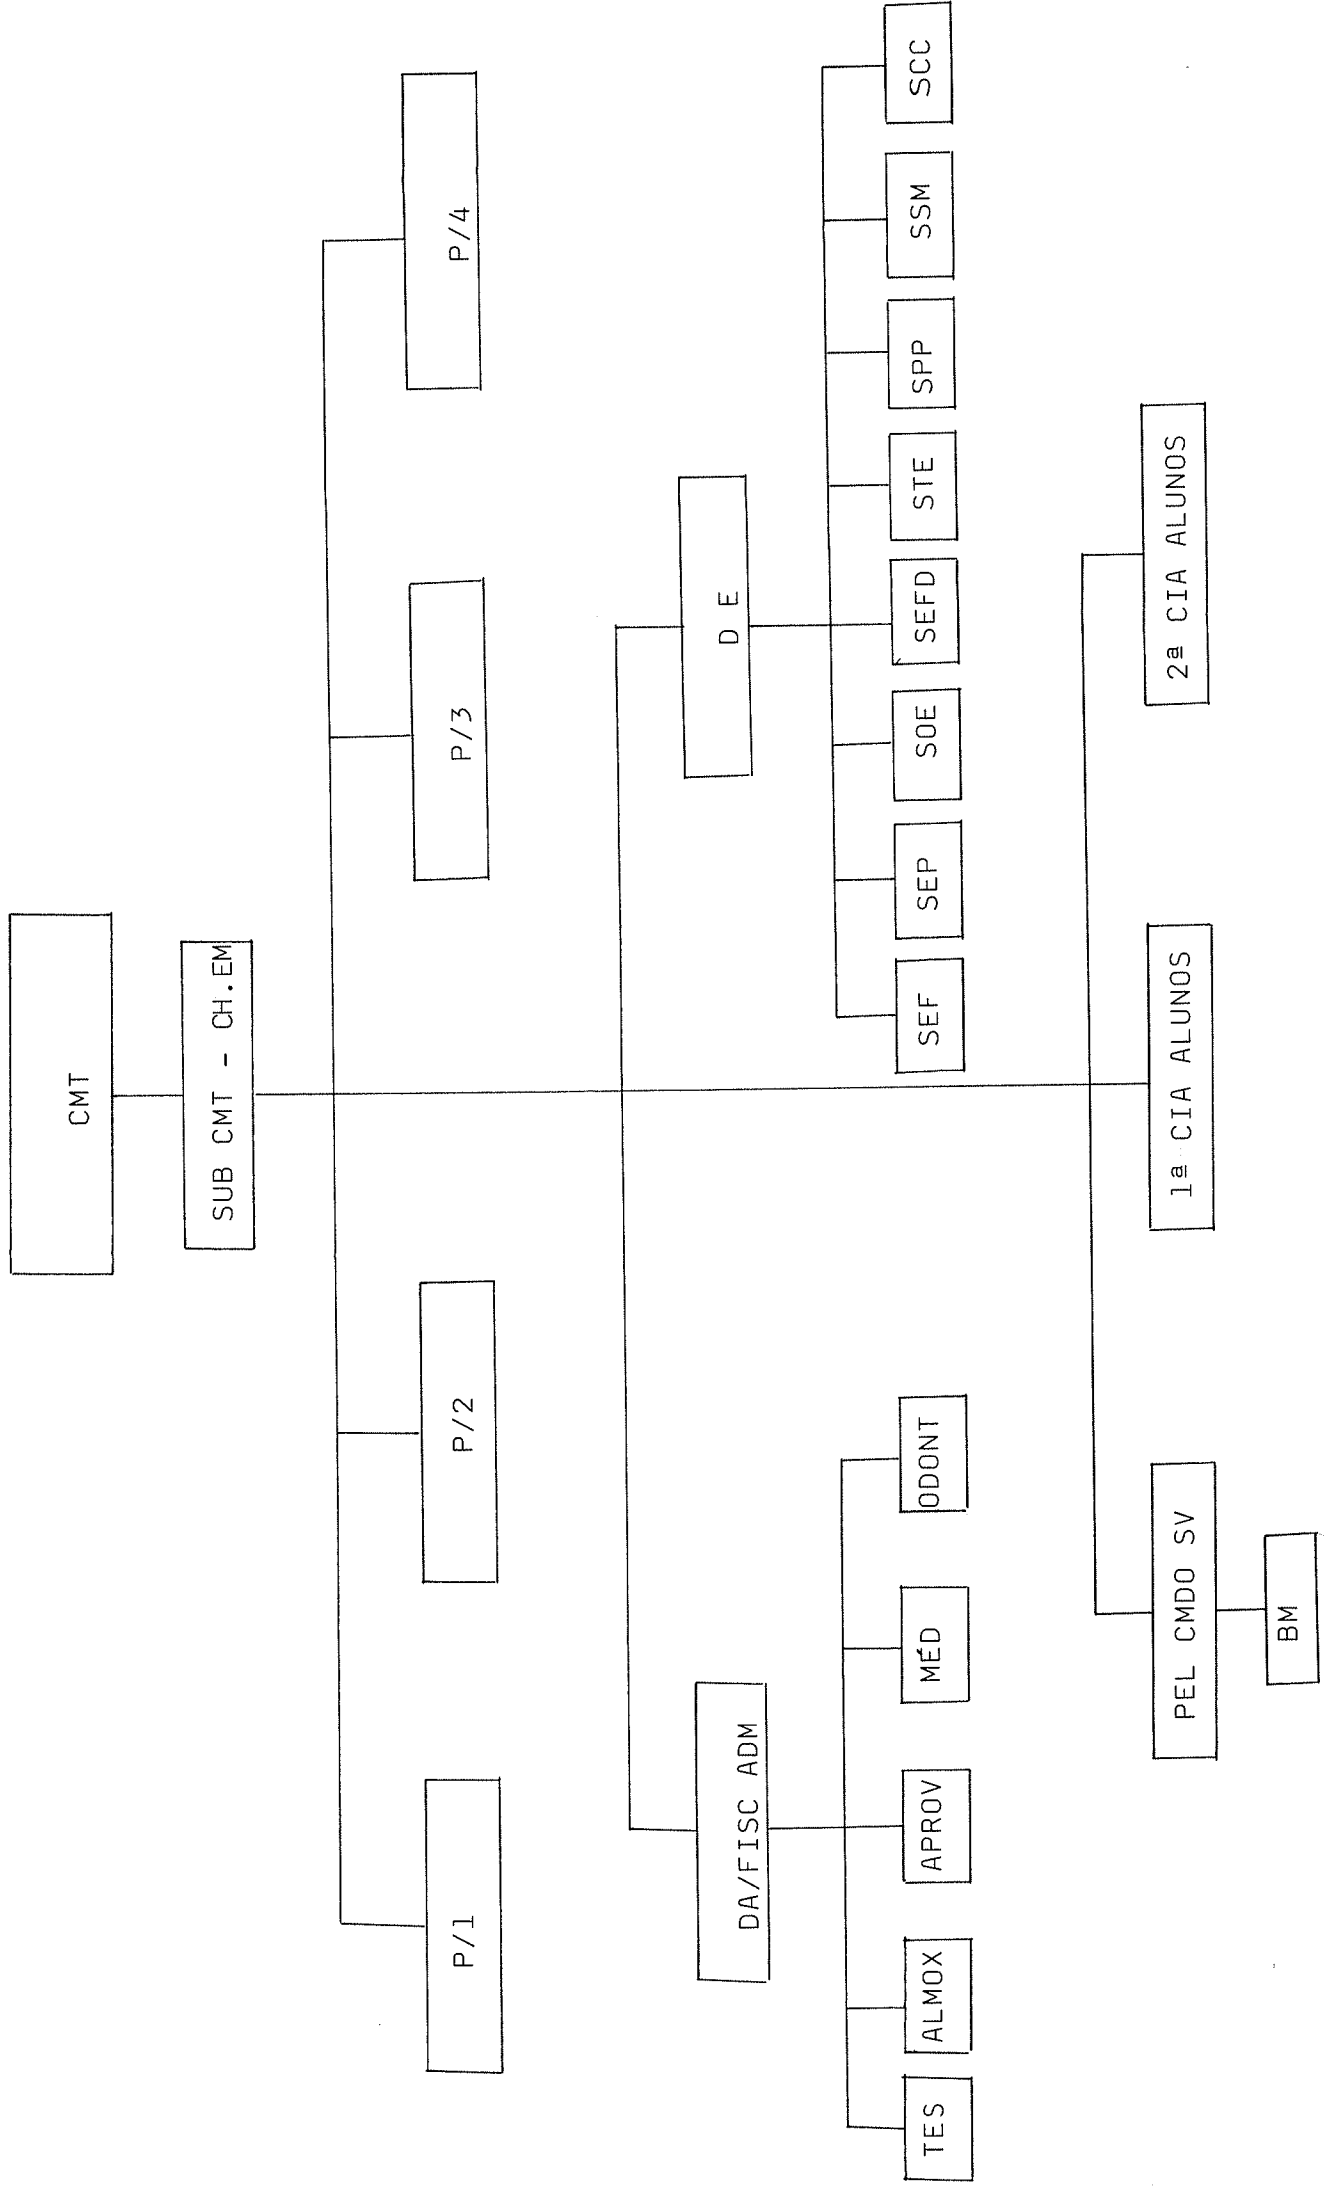 CMT
SUB CMT - CH.EM
P/1
P/2
P/3
P/4
DA/FISC ADM
D E
TES
ALMOX
APROV
MÉD
ODONT
SEF
SEP
SOE
SEFD
STE
SPP
SSM
SCC
PEL CMDO SV
1ª CIA ALUNOS
2ª CIA ALUNOS
BM